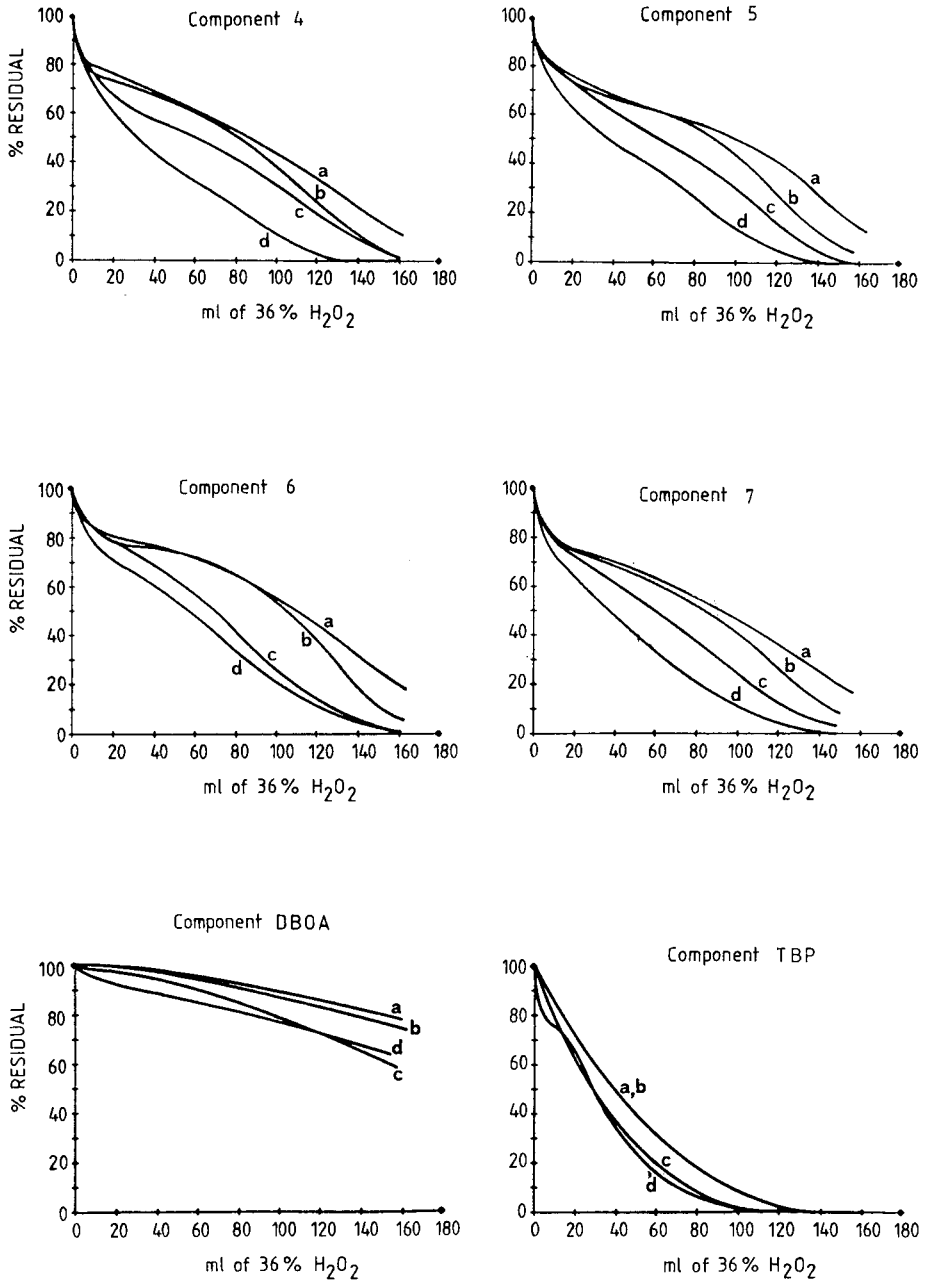 Component 4
% RESIDUAL
100
80
60
40
20
0
a
b
c
d
0 20 40 60 80 100 120 140 160 180
ml of 36% H2O2
Component 5
100
80
60
40
20
0
a
b
c
d
0 20 40 60 80 100 120 140 160 180
ml of 36% H2O2
Component 6
% RESIDUAL
100
80
60
40
20
0
a
b
c
d
0 20 40 60 80 100 120 140 160 180
ml of 36% H2O2
Component 7
100
80
60
40
20
0
a
b
c
d
0 20 40 60 80 100 120 140 160 180
ml of 36% H2O2
Component DBOA
% RESIDUAL
100
80
60
40
20
0
a
b
d
c
0 20 40 60 80 100 120 140 160 180
ml of 36% H2O2
Component TBP
100
80
60
40
20
0
a,b
c
d
0 20 40 60 80 100 120 140 160 180
ml of 36% H2O2